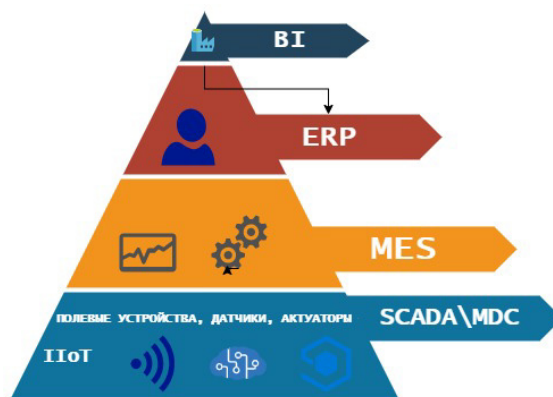 BI
ERP
MES
ПОЛЕВЫЕ УСТРОЙСТВА, ДАТЧИКИ, АКТУАТОРЫ
SCADA\MDC
IIoT